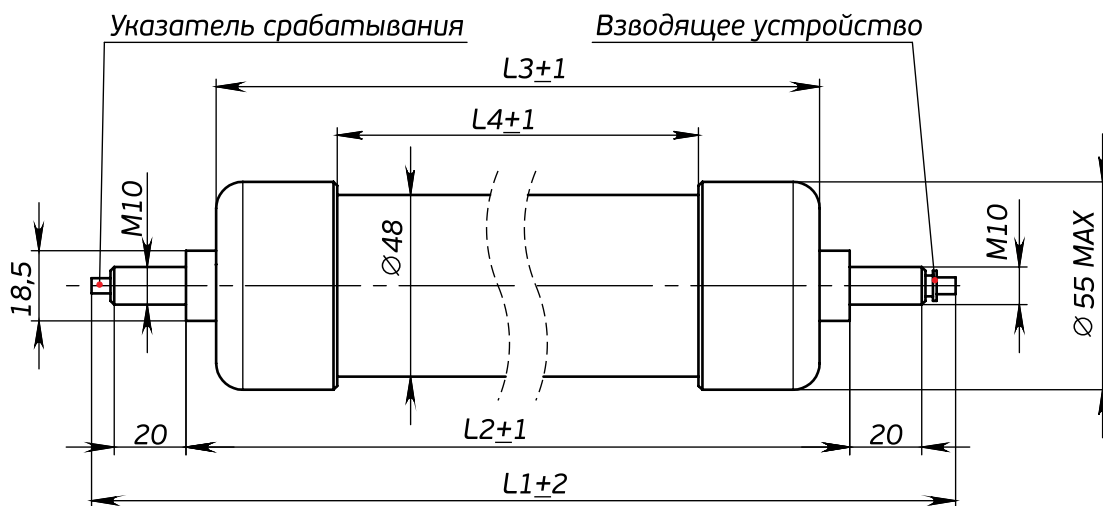 Указатель срабатывания
Взводящее устройство
L3±1
L4±1
M10
18,5
Ø48
M10
Ø 55 MAX
20
L2±1
20
L1±2